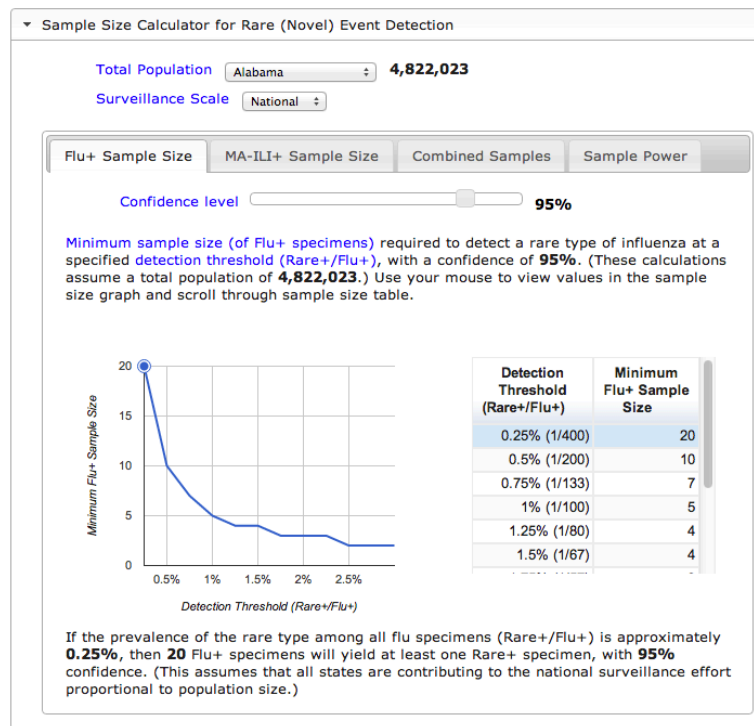 Sample Size Calculator for Rare (Novel) Event Detection
Total Population Alabama 4,822,023
Surveillance Scale National
Flu+ Sample Size MA-ILI+ Sample Size Combined Samples Sample Power
Confidence level 95%
Minimum sample size (of Flu+ specimens) required to detect a rare type of influenza at a
specified detection threshold (Rare+/Flu+), with a confidence of 95%. (These calculations
assume a total population of 4,822,023.) Use your mouse to view values in the sample
size graph and scroll through sample size table.
Minimum Flu+ Sample Size
20
15
10
5
0
0.5% 1% 1.5% 2% 2.5%
Detection Threshold (Rare+/Flu+)
Detection Minimum
Threshold Flu+ Sample
(Rare+/Flu+) Size
0.25% (1/400) 20
0.5% (1/200) 10
0.75% (1/133) 7
1% (1/100) 5
1.25% (1/80) 4
1.5% (1/67) 4
If the prevalence of the rare type among all flu specimens (Rare+/Flu+) is approximately
0.25%, then 20 Flu+ specimens will yield at least one Rare+ specimen, with 95%
confidence. (This assumes that all states are contributing to the national surveillance effort
proportional to population size.)